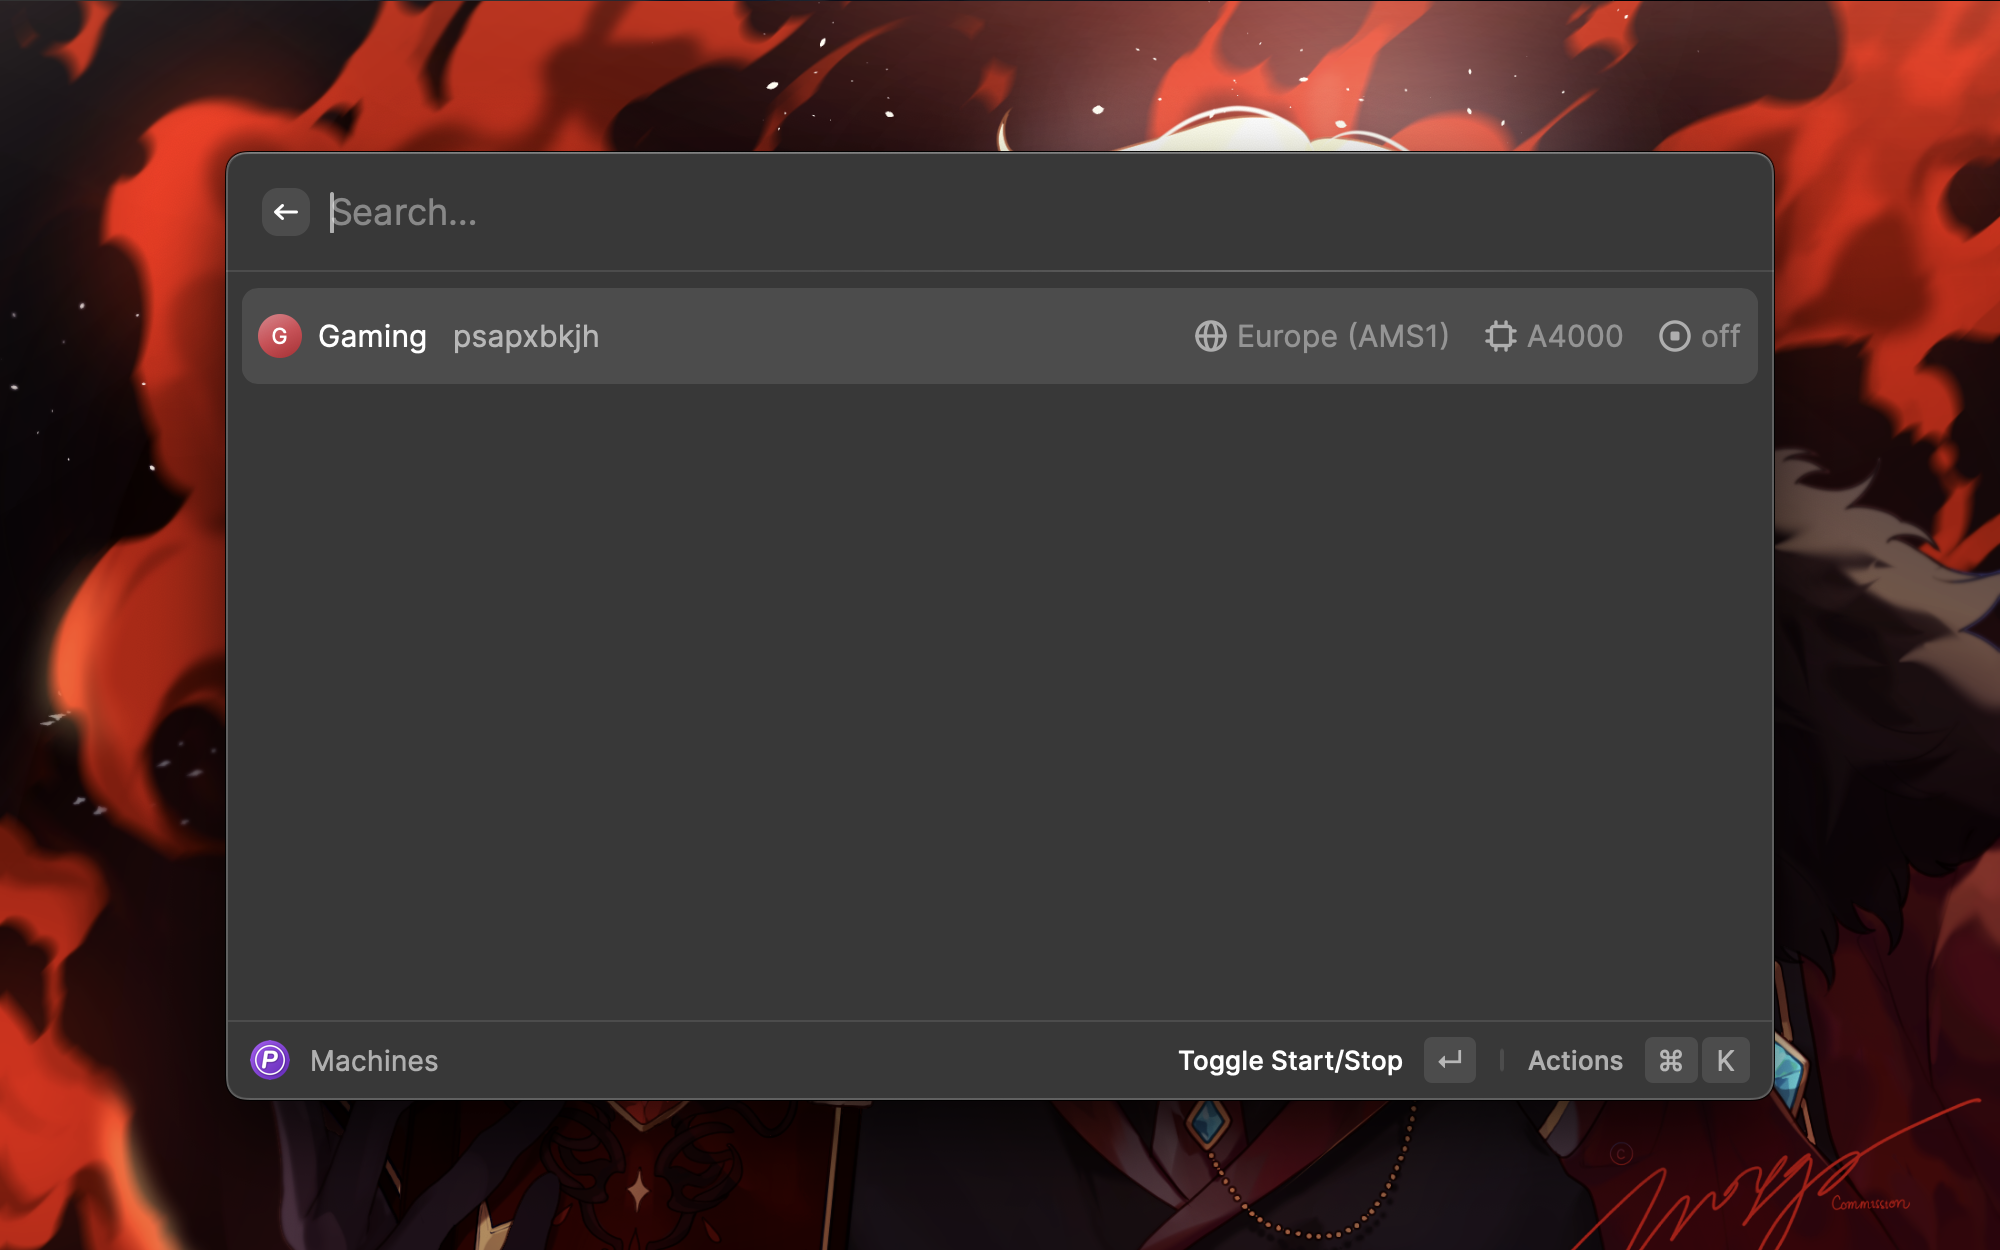 Search...
G Gaming psapxbkjh Europe (AMS1) A4000 off
P Machines Toggle Start/Stop ↵ Actions ⌘ K
©
Commission